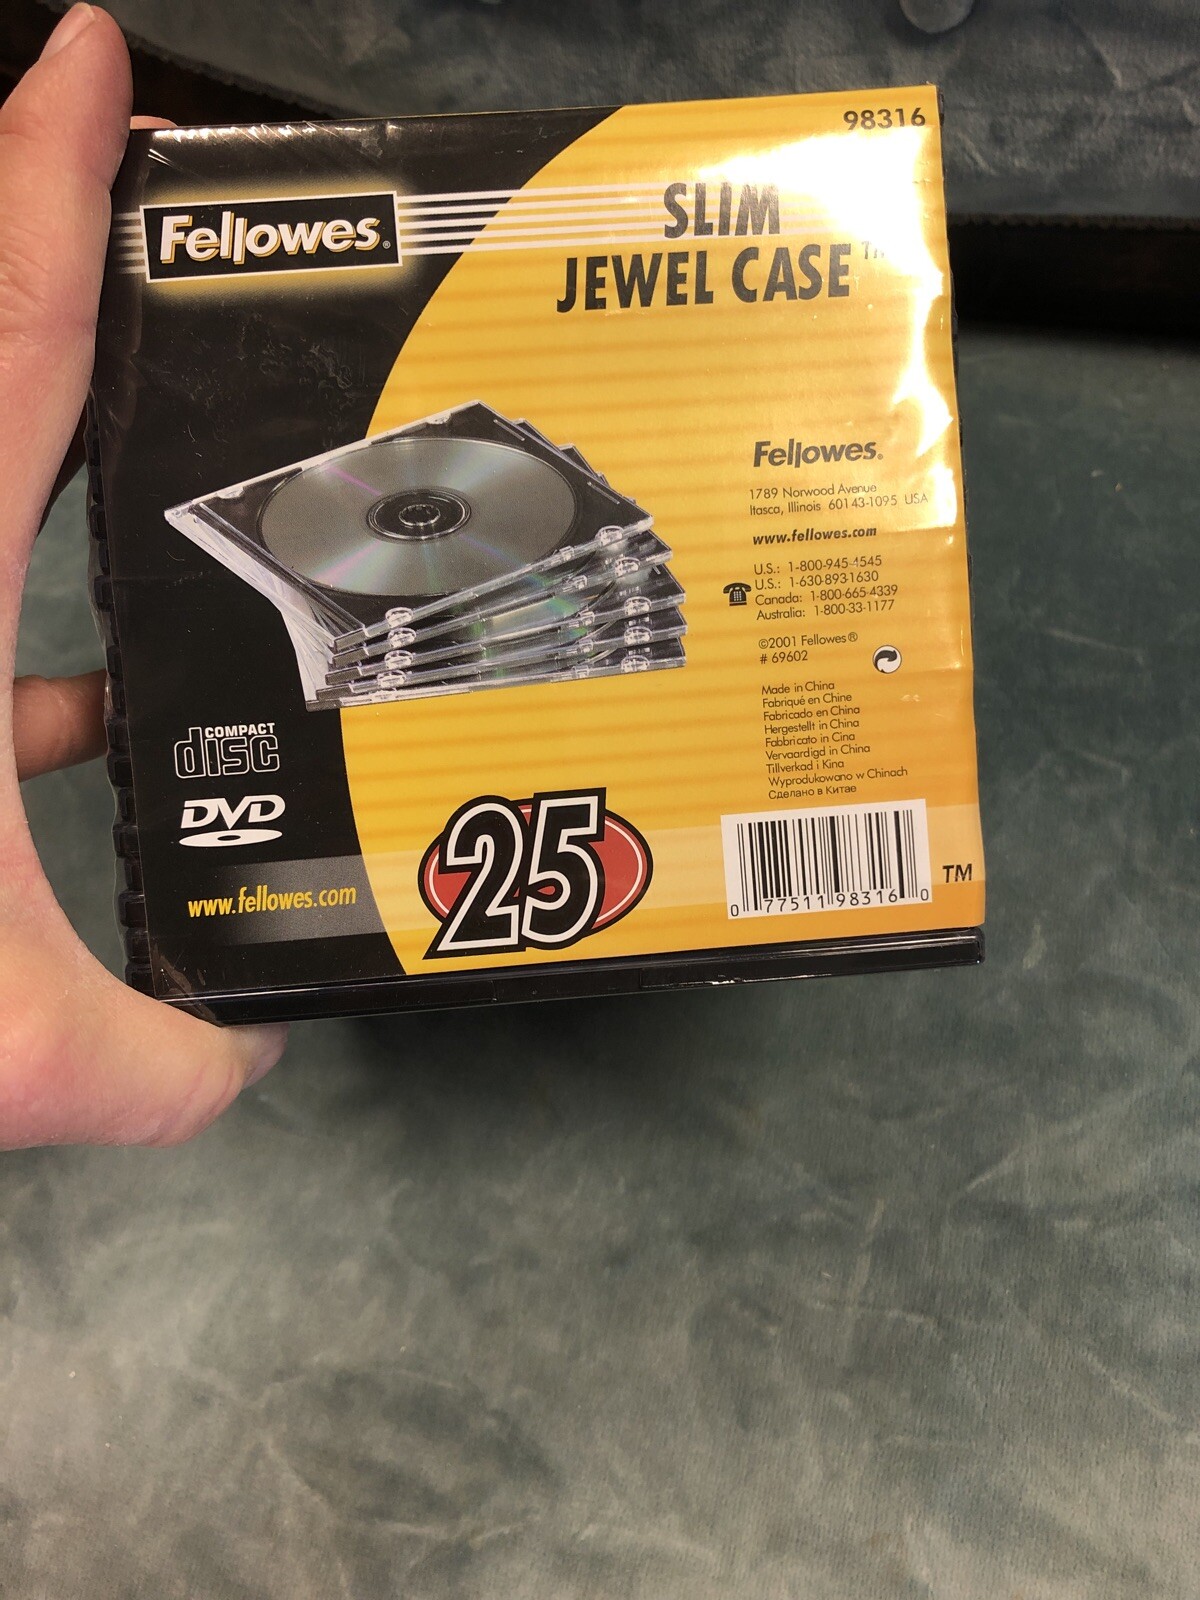 98316
Fellowes®
SLIM
JEWEL CASE™
Fellowes.
1789 Norwood Avenue
Itasca, Illinois 60143-1095 USA
www.fellowes.com
U.S.: 1-800-945-4545
U.S.: 1-630-893-1630
Canada: 1-800-665-4339
Australia: 1-800-33-1177
©2001 Fellowes®
# 69602
Made in China
Fabriqué en Chine
Fabricado en China
Hergestellt in China
Fabbricato in Cina
Vervaardigd in China
Tillverkad i Kina
Wyprodukowano w Chinach
Сделано в Китае
COMPACT
disc
DVD
www.fellowes.com
25
0 77511 98316 0
TM